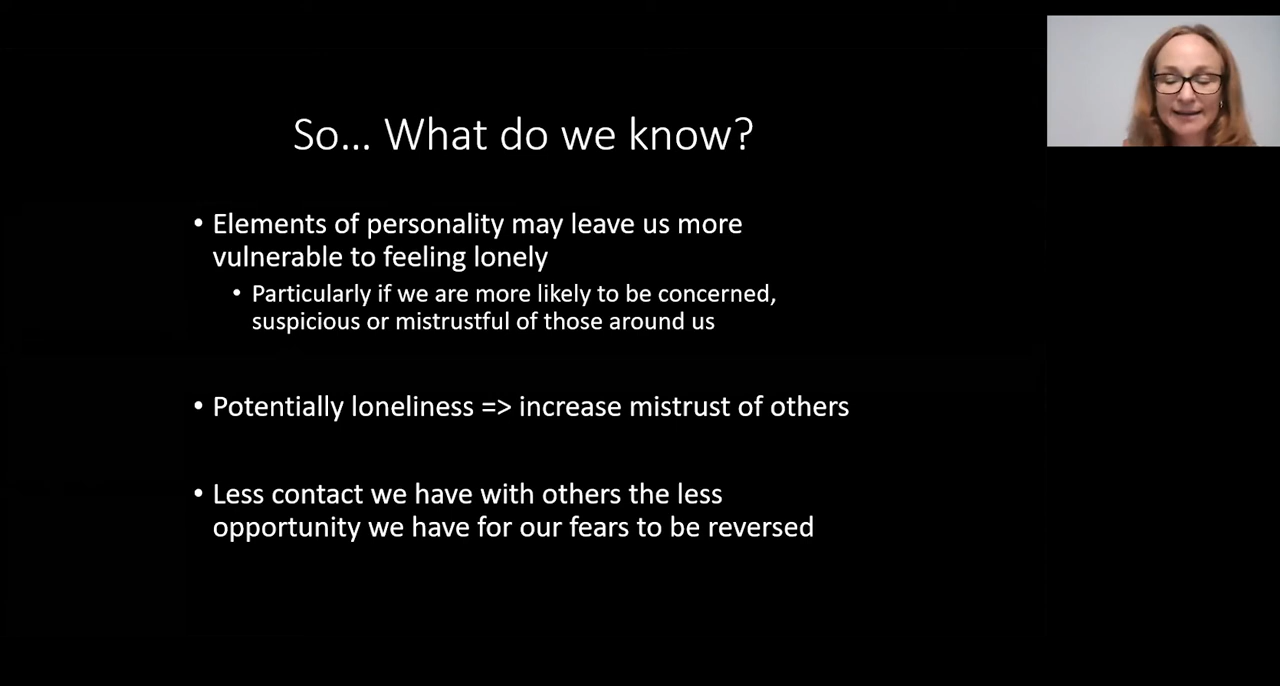 So... What do we know?
• Elements of personality may leave us more
vulnerable to feeling lonely
• Particularly if we are more likely to be concerned,
suspicious or mistrustful of those around us
• Potentially loneliness => increase mistrust of others
• Less contact we have with others the less
opportunity we have for our fears to be reversed